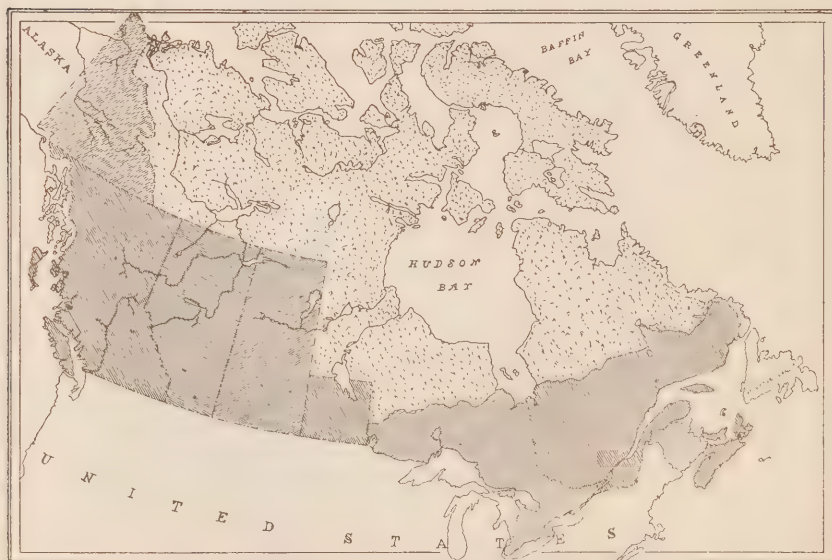 ALASKA
BAFFIN
BAY
GREENLAND
HUDSON
BAY
UNITED STATES